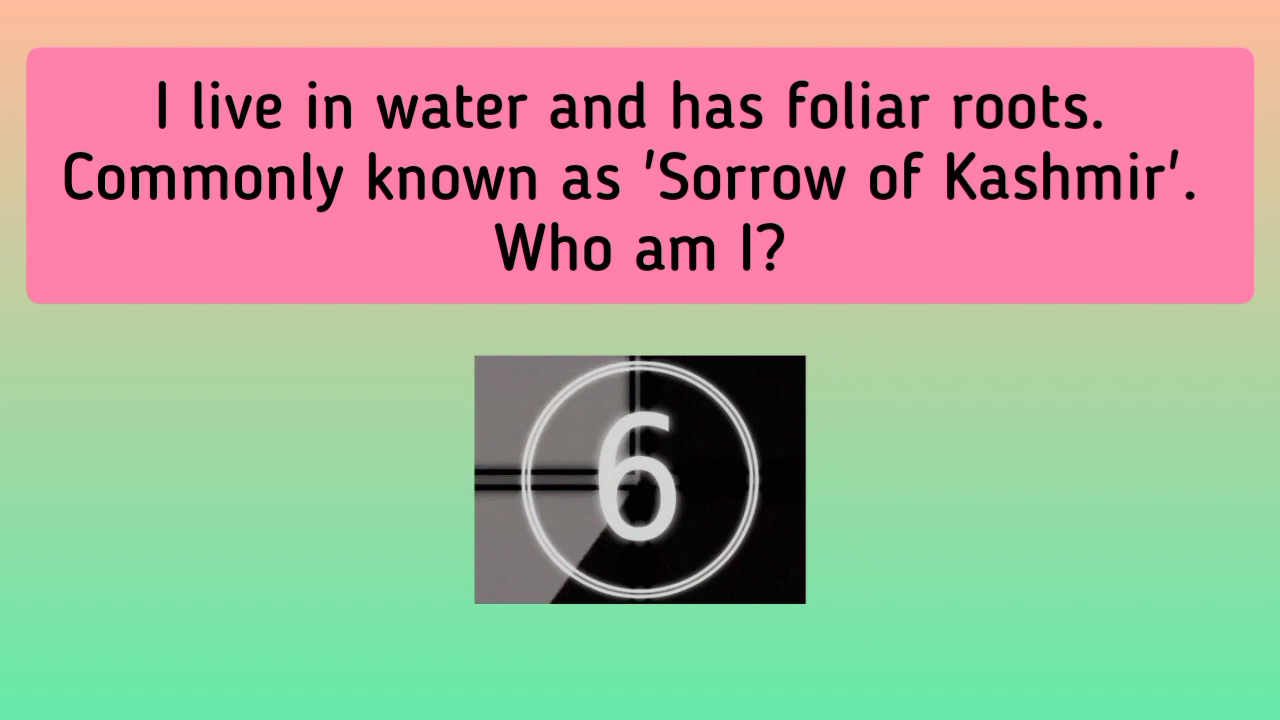 I live in water and has foliar roots.
Commonly known as 'Sorrow of Kashmir'.
Who am I?
6